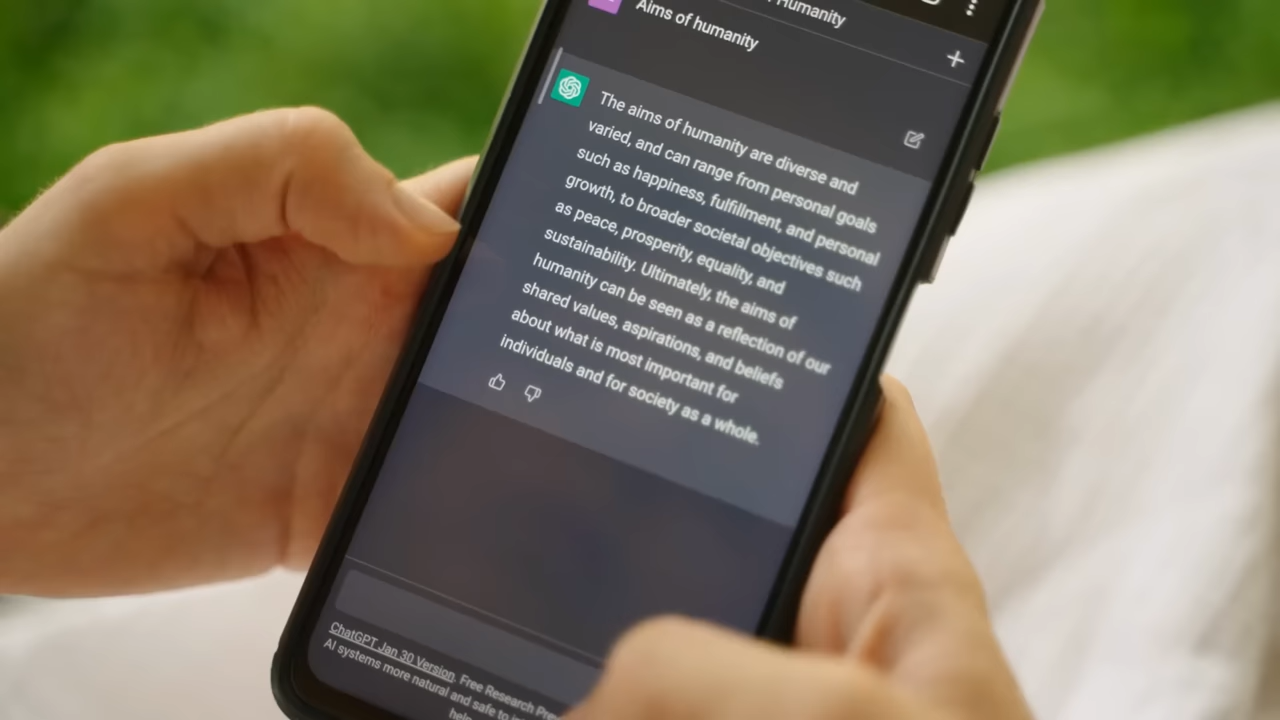 Humanity
Aims of humanity
The aims of humanity are diverse and
varied, and can range from personal goals
such as happiness, fulfillment, and personal
growth, to broader societal objectives such
as peace, prosperity, equality, and
sustainability. Ultimately, the aims of
humanity can be seen as a reflection of our
shared values, aspirations, and beliefs
about what is most important for
individuals and for society as a whole.
ChatGPT Jan 30 Version. Free Research
AI systems more natural and safe to